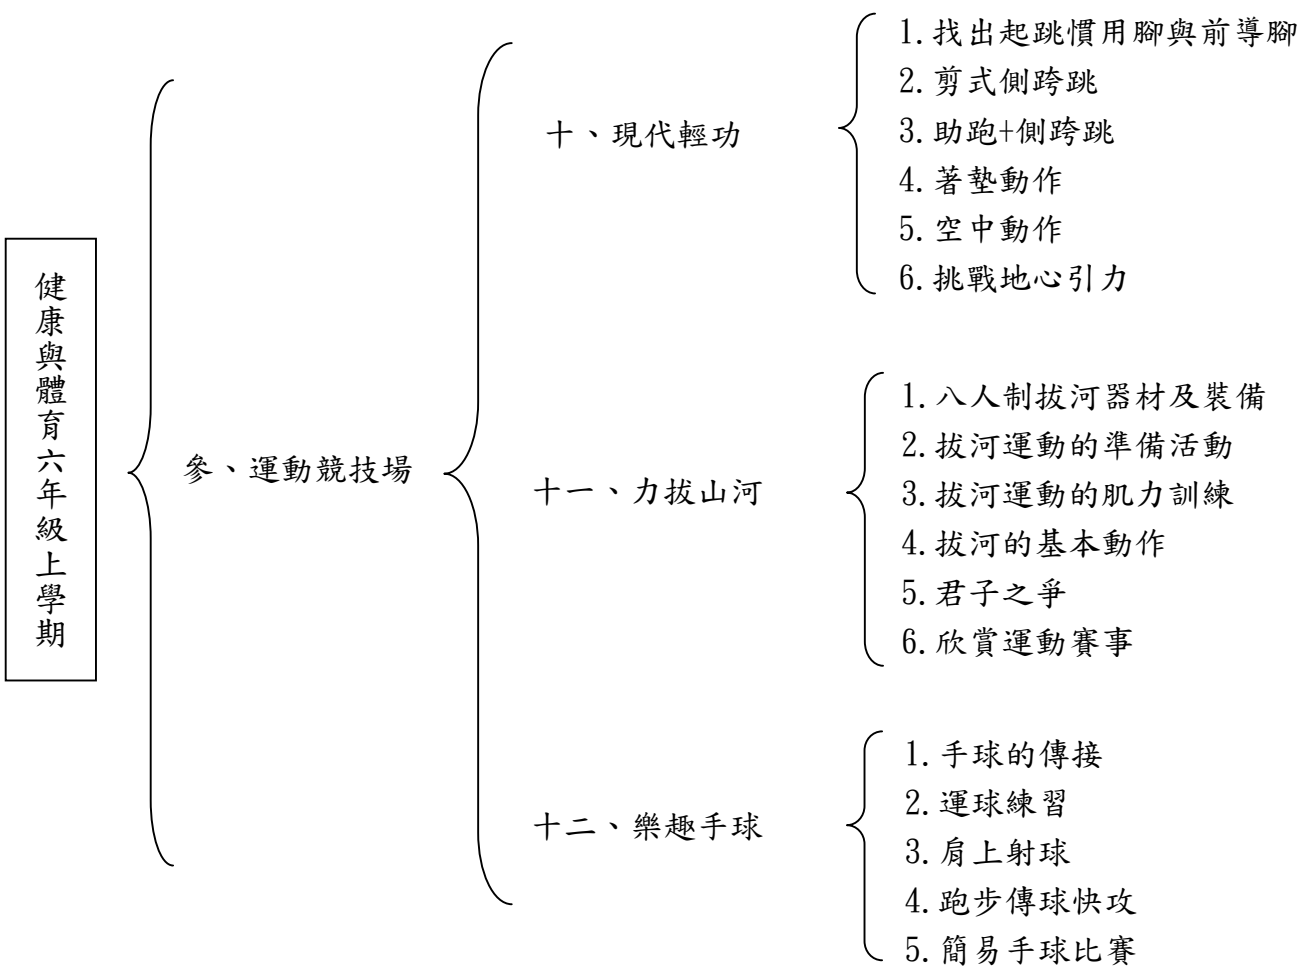 健康與體育六年級上學期
參、運動競技場
十、現代輕功
1.找出起跳慣用腳與前導腳
2.剪式側跨跳
3.助跑+側跨跳
4.著墊動作
5.空中動作
6.挑戰地心引力
十一、力拔山河
1.八人制拔河器材及裝備
2.拔河運動的準備活動
3.拔河運動的肌力訓練
4.拔河的基本動作
5.君子之爭
6.欣賞運動賽事
十二、樂趣手球
1.手球的傳接
2.運球練習
3.肩上射球
4.跑步傳球快攻
5.簡易手球比賽